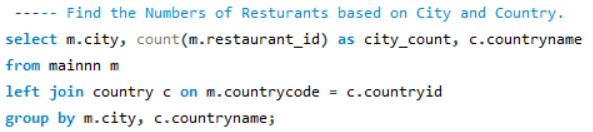 ----- Find the Numbers of Resturants based on City and Country.
select m.city, count(m.restaurant_id) as city_count, c.countryname
from mainnn m
left join country c on m.countrycode = c.countryid
group by m.city, c.countryname;